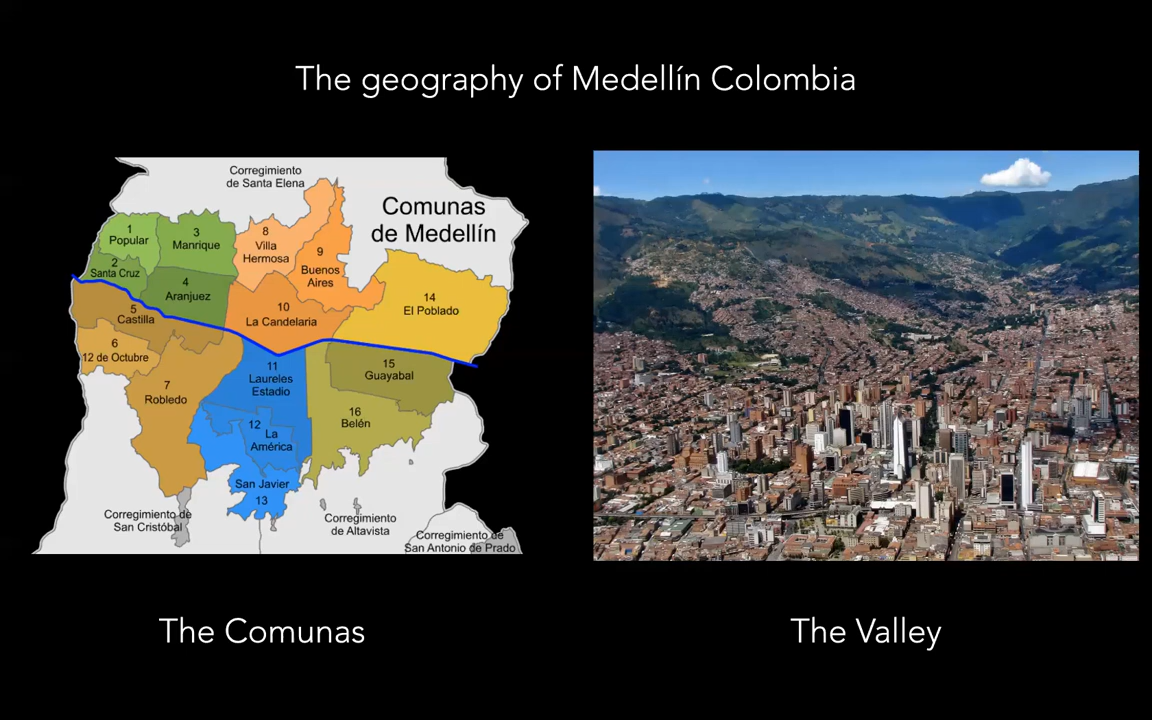 The geography of Medellín Colombia
Corregimiento
de Santa Elena
Comunas
de Medellín
1
Popular
2
Santa Cruz
3
Manrique
4
Aranjuez
8
Villa
Hermosa
9
Buenos
Aires
10
La Candelaria
14
El Poblado
5
Castilla
6
12 de Octubre
7
Robledo
11
Laureles
Estadio
12
La
América
San Javier
13
15
Guayabal
16
Belén
Corregimiento de
San Cristóbal
Corregimiento
de Altavista
Corregimiento de
San Antonio de Prado
The Comunas
The Valley